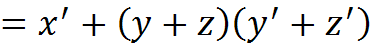 = x′ + (y + z)(y′ + z′)